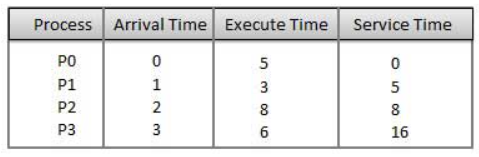 Process Arrival Time Execute Time Service Time
P0 0 5 0
P1 1 3 5
P2 2 8 8
P3 3 6 16